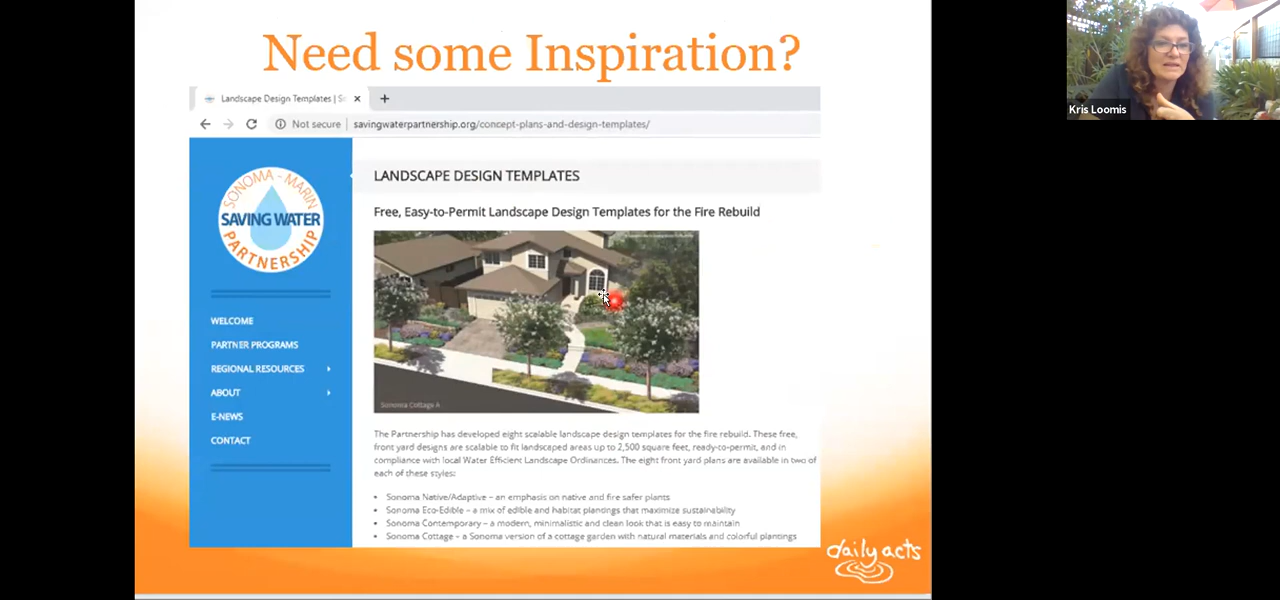 Need some Inspiration?
Landscape Design Templates | S
Not secure | savingwaterpartnership.org/concept-plans-and-design-templates/
Kris Loomis
SONOMA - MARIN
SAVING WATER
PARTNERSHIP
WELCOME
PARTNER PROGRAMS
REGIONAL RESOURCES
ABOUT
E-NEWS
CONTACT
LANDSCAPE DESIGN TEMPLATES
Free, Easy-to-Permit Landscape Design Templates for the Fire Rebuild
Sonoma Cottage A
The Partnership has developed eight scalable landscape design templates for the fire rebuild. These free,
front yard designs are scalable to fit landscaped areas up to 2,500 square feet, ready-to-permit, and in
compliance with local Water Efficient Landscape Ordinances. The eight front yard plans are available in two of
each of these styles:
• Sonoma Native/Adaptive – an emphasis on native and fire safer plants
• Sonoma Eco-Edible – a mix of edible and habitat plantings that maximize sustainability
• Sonoma Contemporary – a modern, minimalistic and clean look that is easy to maintain
• Sonoma Cottage – a Sonoma version of a cottage garden with natural materials and colorful plantings
daily acts